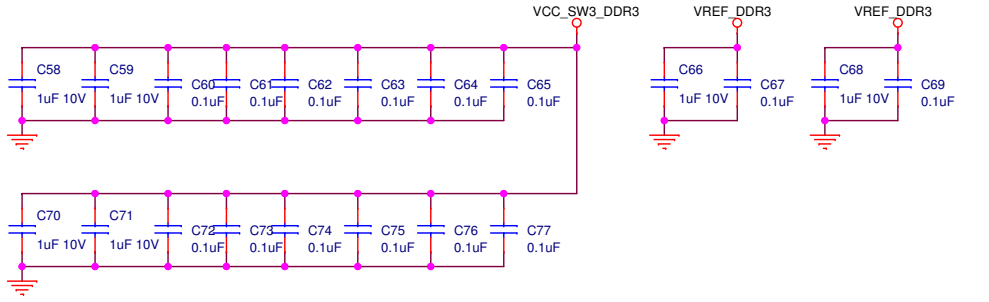 VCC_SW3_DDR3
VREF_DDR3
VREF_DDR3
C58
1uF 10V
C59
1uF 10V
C60
0.1uF
C61
0.1uF
C62
0.1uF
C63
0.1uF
C64
0.1uF
C65
0.1uF
C66
1uF 10V
C67
0.1uF
C68
1uF 10V
C69
0.1uF
C70
1uF 10V
C71
1uF 10V
C72
0.1uF
C73
0.1uF
C74
0.1uF
C75
0.1uF
C76
0.1uF
C77
0.1uF